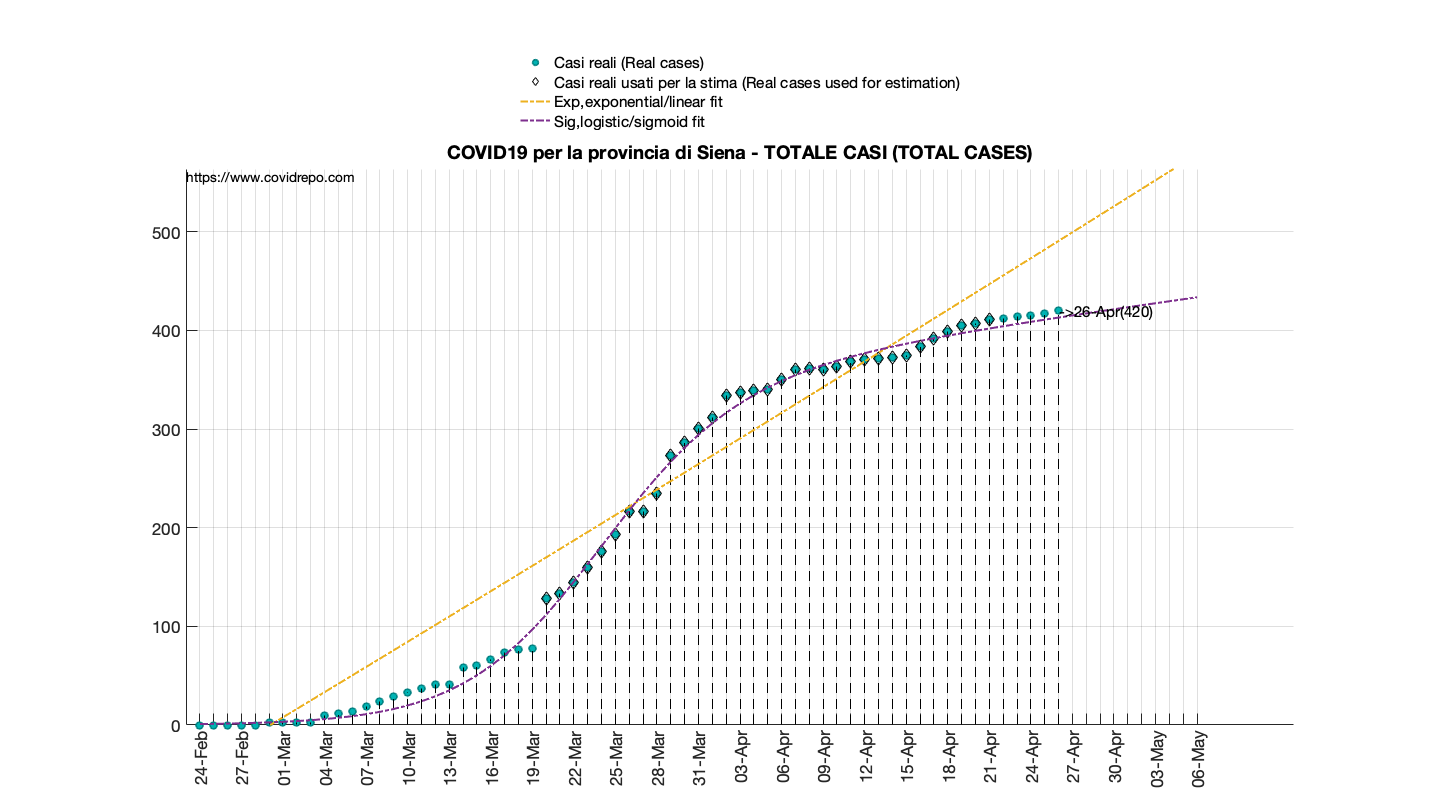 Casi reali (Real cases)
Casi reali usati per la stima (Real cases used for estimation)
Exp,exponential/linear fit
Sig,logistic/sigmoid fit
COVID19 per la provincia di Siena - TOTALE CASI (TOTAL CASES)
https://www.covidrepo.com
500
400
300
200
100
0
->26-Apr(420)
24-Feb
27-Feb
01-Mar
04-Mar
07-Mar
10-Mar
13-Mar
16-Mar
19-Mar
22-Mar
25-Mar
28-Mar
31-Mar
03-Apr
06-Apr
09-Apr
12-Apr
15-Apr
18-Apr
21-Apr
24-Apr
27-Apr
30-Apr
03-May
06-May